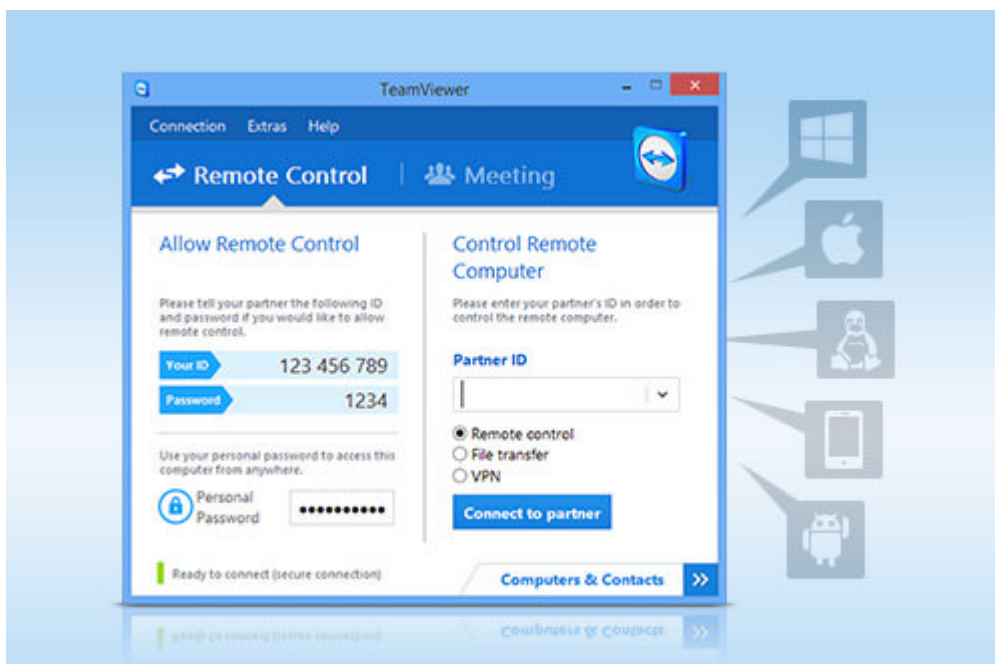 TeamViewer
Connection Extras Help
Remote Control
Meeting
Allow Remote Control
Please tell your partner the following ID
and password if you would like to allow
remote control.
Your ID
123 456 789
Password
1234
Use your personal password to access this
computer from anywhere.
Personal
Password
Ready to connect (secure connection)
Control Remote
Computer
Please enter your partner's ID in order to
control the remote computer.
Partner ID
Remote control
File transfer
VPN
Connect to partner
Computers & Contacts